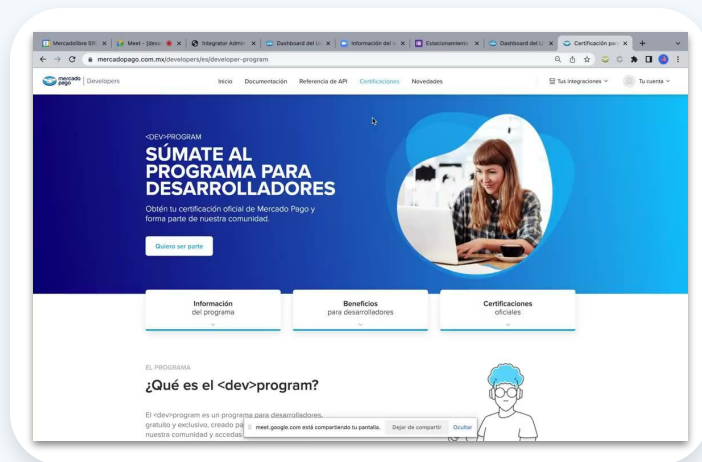 Mercadolibre SRL
Meet - (desa
Integrator Admin
Dashboard del Us
Información del s
Estacionamiento
Dashboard del Us
Certificación para
mercadopago.com.mx/developers/es/developer-program
mercado pago | Developers
Inicio
Documentación
Referencia de API
Certificaciones
Novedades
Tus integraciones
Tu cuenta
<DEV>PROGRAM
SÚMATE AL
PROGRAMA PARA
DESARROLLADORES
Obtén tu certificación oficial de Mercado Pago y
forma parte de nuestra comunidad.
Quiero ser parte
Información
del programa
Beneficios
para desarrolladores
Certificaciones
oficiales
EL PROGRAMA
¿Qué es el <dev>program?
El <dev>program es un programa para desarrolladores,
gratuito y exclusivo, creado pa
nuestra comunidad y accedas
meet.google.com está compartiendo tu pantalla.
Dejar de compartir
Ocultar